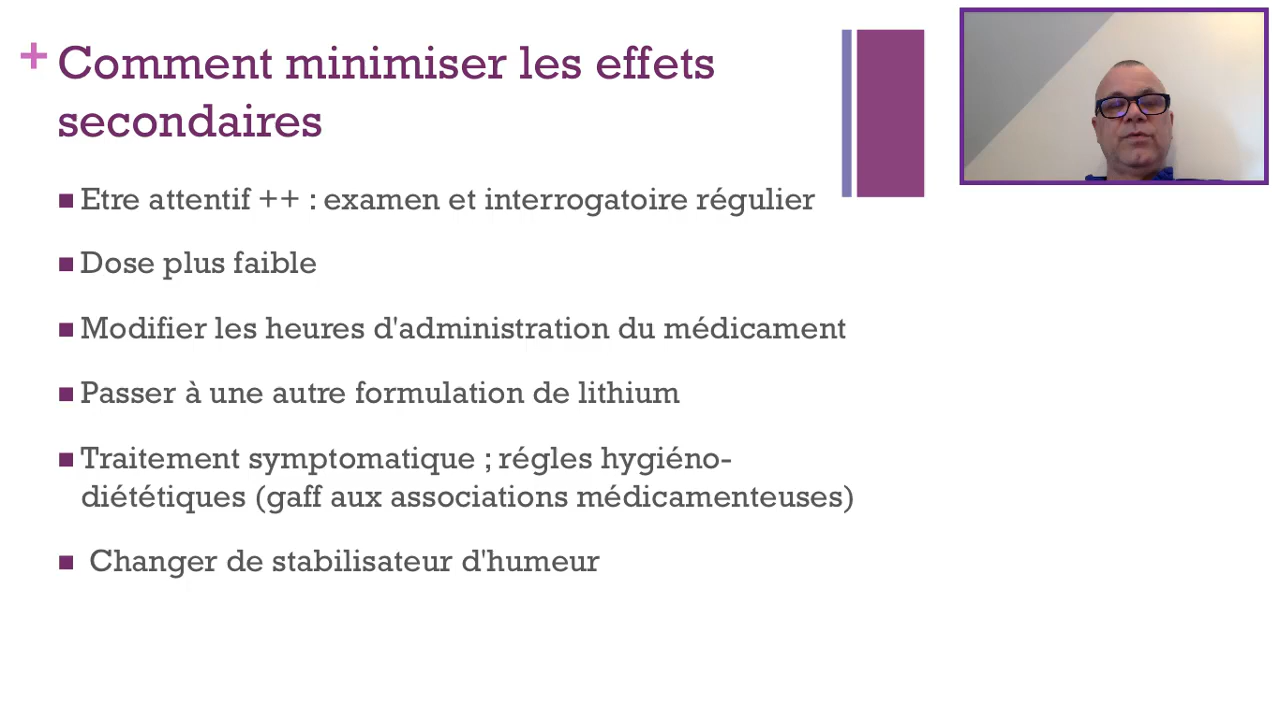 + Comment minimiser les effets
secondaires
Etre attentif ++ : examen et interrogatoire régulier
Dose plus faible
Modifier les heures d'administration du médicament
Passer à une autre formulation de lithium
Traitement symptomatique ; régles hygiéno-
diététiques (gaff aux associations médicamenteuses)
Changer de stabilisateur d'humeur